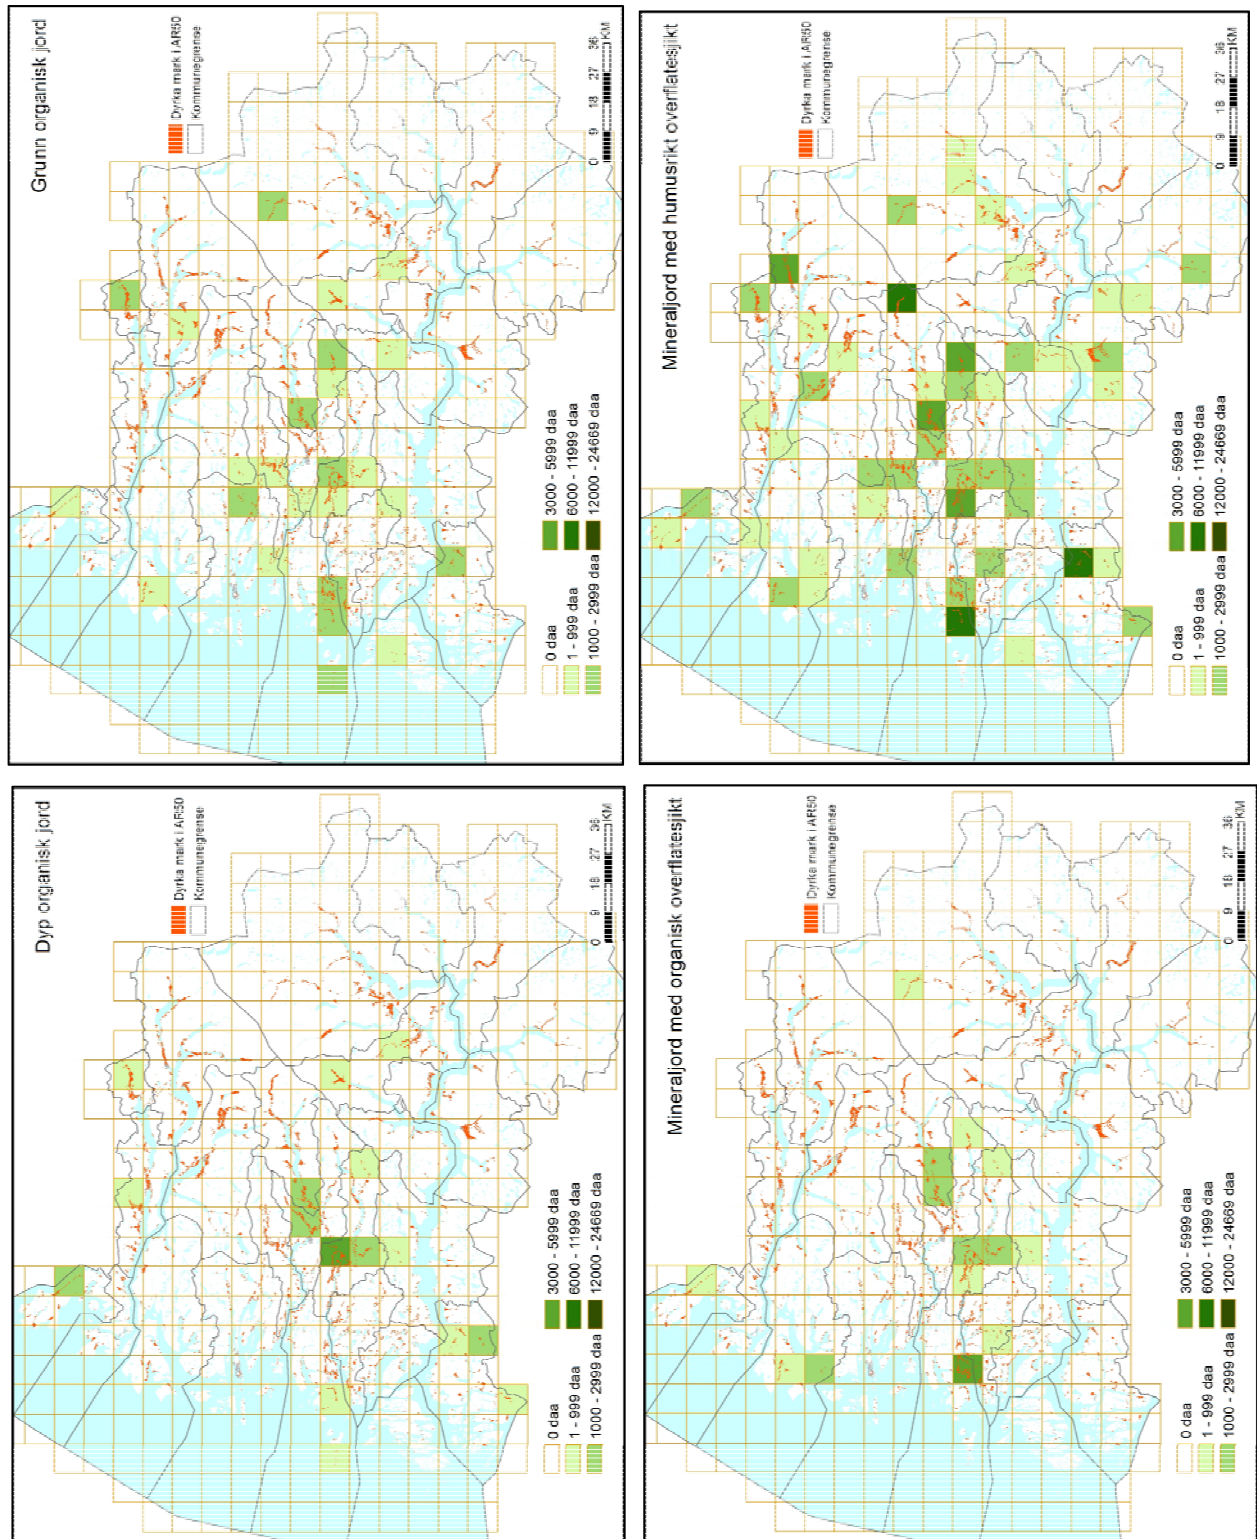 Dyp organisk jord
Dyrka mark i AR50
Kommunegrense
0 9 18 27 36
KM
0 daa
1 - 999 daa
1000 - 2999 daa
3000 - 5999 daa
6000 - 11999 daa
12000 - 24669 daa
Grunn organisk jord
Dyrka mark i AR50
Kommunegrense
0 9 18 27 36
KM
0 daa
1 - 999 daa
1000 - 2999 daa
3000 - 5999 daa
6000 - 11999 daa
12000 - 24669 daa
Mineraljord med organisk overflatesjikt
Dyrka mark i AR50
Kommunegrense
0 9 18 27 36
KM
0 daa
1 - 999 daa
1000 - 2999 daa
3000 - 5999 daa
6000 - 11999 daa
12000 - 24669 daa
Mineraljord med humusrikt overflatesjikt
Dyrka mark i AR50
Kommunegrense
0 9 18 27 36
KM
0 daa
1 - 999 daa
1000 - 2999 daa
3000 - 5999 daa
6000 - 11999 daa
12000 - 24669 daa